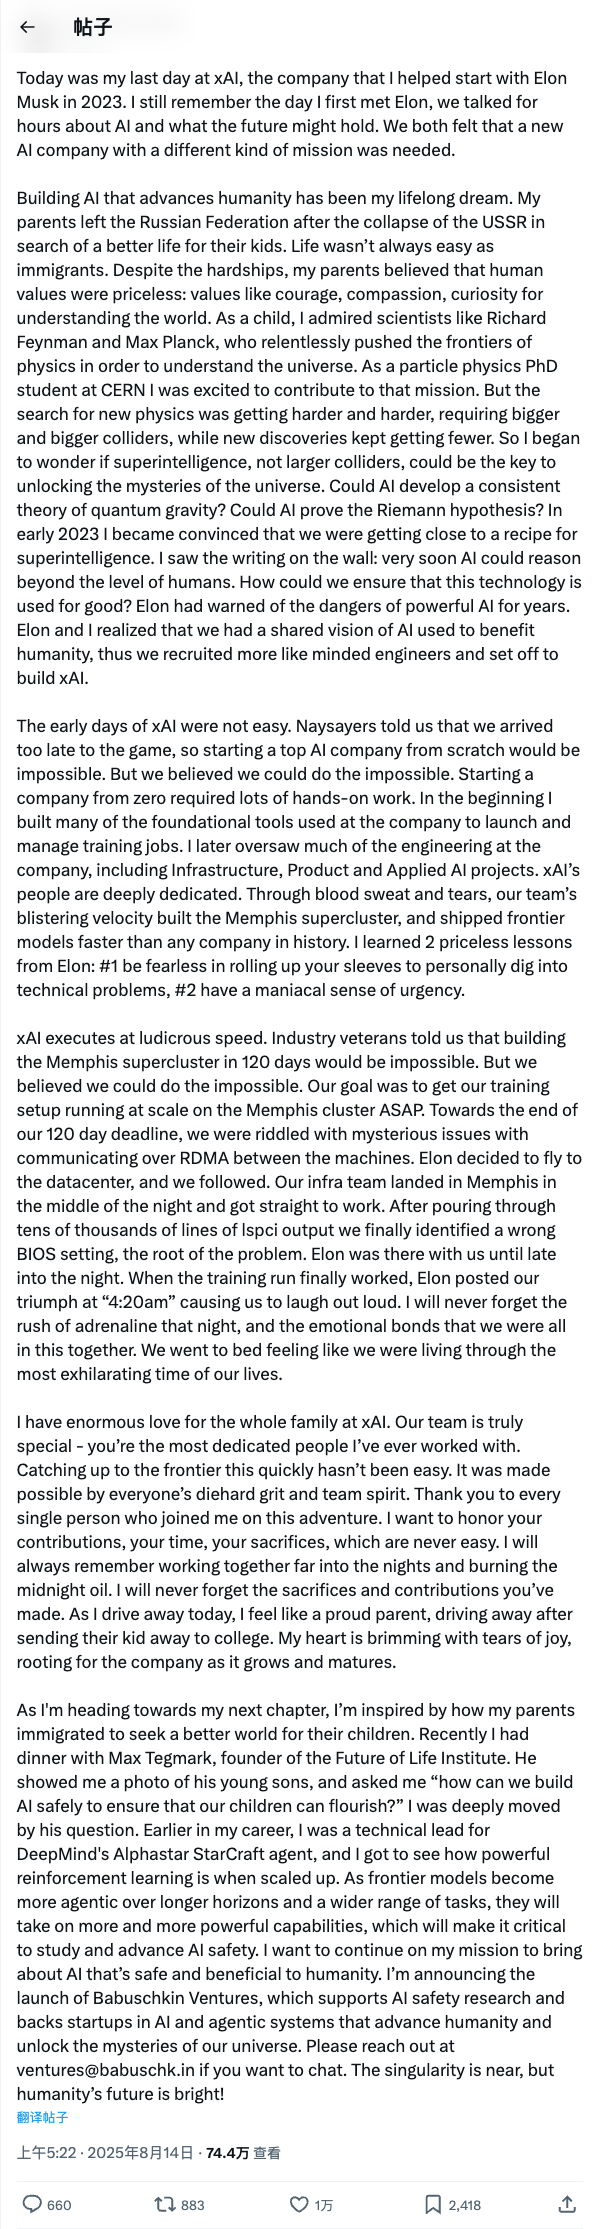 帖子
Today was my last day at xAI, the company that I helped start with Elon
Musk in 2023. I still remember the day I first met Elon, we talked for
hours about AI and what the future might hold. We both felt that a new
AI company with a different kind of mission was needed.
Building AI that advances humanity has been my lifelong dream. My
parents left the Russian Federation after the collapse of the USSR in
search of a better life for their kids. Life wasn’t always easy as
immigrants. Despite the hardships, my parents believed that human
values were priceless: values like courage, compassion, curiosity for
understanding the world. As a child, I admired scientists like Richard
Feynman and Max Planck, who relentlessly pushed the frontiers of
physics in order to understand the universe. As a particle physics PhD
student at CERN I was excited to contribute to that mission. But the
search for new physics was getting harder and harder, requiring bigger
and bigger colliders, while new discoveries kept getting fewer. So I began
to wonder if superintelligence, not larger colliders, could be the key to
unlocking the mysteries of the universe. Could AI develop a consistent
theory of quantum gravity? Could AI prove the Riemann hypothesis? In
early 2023 I became convinced that we were getting close to a recipe for
superintelligence. I saw the writing on the wall: very soon AI could reason
beyond the level of humans. How could we ensure that this technology is
used for good? Elon had warned of the dangers of powerful AI for years.
Elon and I realized that we had a shared vision of AI used to benefit
humanity, thus we recruited more like minded engineers and set off to
build xAI.
The early days of xAI were not easy. Naysayers told us that we arrived
too late to the game, so starting a top AI company from scratch would be
impossible. But we believed we could do the impossible. Starting a
company from zero required lots of hands-on work. In the beginning I
built many of the foundational tools used at the company to launch and
manage training jobs. I later oversaw much of the engineering at the
company, including Infrastructure, Product and Applied AI projects. xAI’s
people are deeply dedicated. Through blood sweat and tears, our team’s
blistering velocity built the Memphis supercluster, and shipped frontier
models faster than any company in history. I learned 2 priceless lessons
from Elon: #1 be fearless in rolling up your sleeves to personally dig into
technical problems, #2 have a maniacal sense of urgency.
xAI executes at ludicrous speed. Industry veterans told us that building
the Memphis supercluster in 120 days would be impossible. But we
believed we could do the impossible. Our goal was to get our training
setup running at scale on the Memphis cluster ASAP. Towards the end of
our 120 day deadline, we were riddled with mysterious issues with
communicating over RDMA between the machines. Elon decided to fly to
the datacenter, and we followed. Our infra team landed in Memphis in
the middle of the night and got straight to work. After pouring through
tens of thousands of lines of lspci output we finally identified a wrong
BIOS setting, the root of the problem. Elon was there with us until late
into the night. When the training run finally worked, Elon posted our
triumph at “4:20am” causing us to laugh out loud. I will never forget the
rush of adrenaline that night, and the emotional bonds that we were all
in this together. We went to bed feeling like we were living through the
most exhilarating time of our lives.
I have enormous love for the whole family at xAI. Our team is truly
special - you’re the most dedicated people I’ve ever worked with.
Catching up to the frontier this quickly hasn’t been easy. It was made
possible by everyone’s diehard grit and team spirit. Thank you to every
single person who joined me on this adventure. I want to honor your
contributions, your time, your sacrifices, which are never easy. I will
always remember working together far into the nights and burning the
midnight oil. I will never forget the sacrifices and contributions you’ve
made. As I drive away today, I feel like a proud parent, driving away after
sending their kid away to college. My heart is brimming with tears of joy,
rooting for the company as it grows and matures.
As I'm heading towards my next chapter, I’m inspired by how my parents
immigrated to seek a better world for their children. Recently I had
dinner with Max Tegmark, founder of the Future of Life Institute. He
showed me a photo of his young sons, and asked me “how can we build
AI safely to ensure that our children can flourish?” I was deeply moved
by his question. Earlier in my career, I was a technical lead for
DeepMind's Alphastar StarCraft agent, and I got to see how powerful
reinforcement learning is when scaled up. As frontier models become
more agentic over longer horizons and a wider range of tasks, they will
take on more and more powerful capabilities, which will make it critical
to study and advance AI safety. I want to continue on my mission to bring
about AI that’s safe and beneficial to humanity. I’m announcing the
launch of Babuschkin Ventures, which supports AI safety research and
backs startups in AI and agentic systems that advance humanity and
unlock the mysteries of our universe. Please reach out at
ventures@babuschk.in if you want to chat. The singularity is near, but
humanity’s future is bright!
翻译帖子
上午5:22 · 2025年8月14日 · 74.4万 查看
660 883 1万 2,418